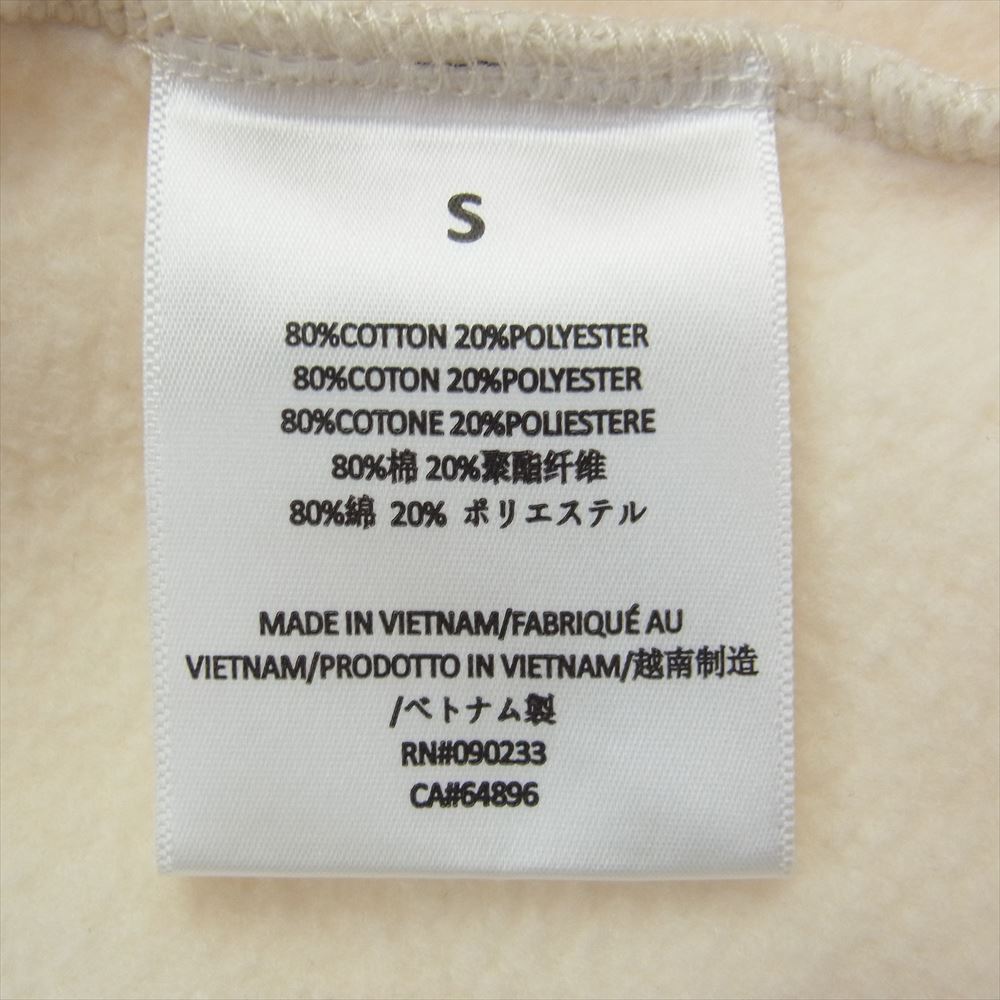 S
80%COTTON 20%POLYESTER
80%COTON 20%POLYESTER
80%COTONE 20%POLIESTERE
80%棉 20%聚酯纤维
80%綿 20% ポリエステル
MADE IN VIETNAM/FABRIQUÉ AU
VIETNAM/PRODOTTO IN VIETNAM/越南制造
/ベトナム製
RN#090233
CA#64896